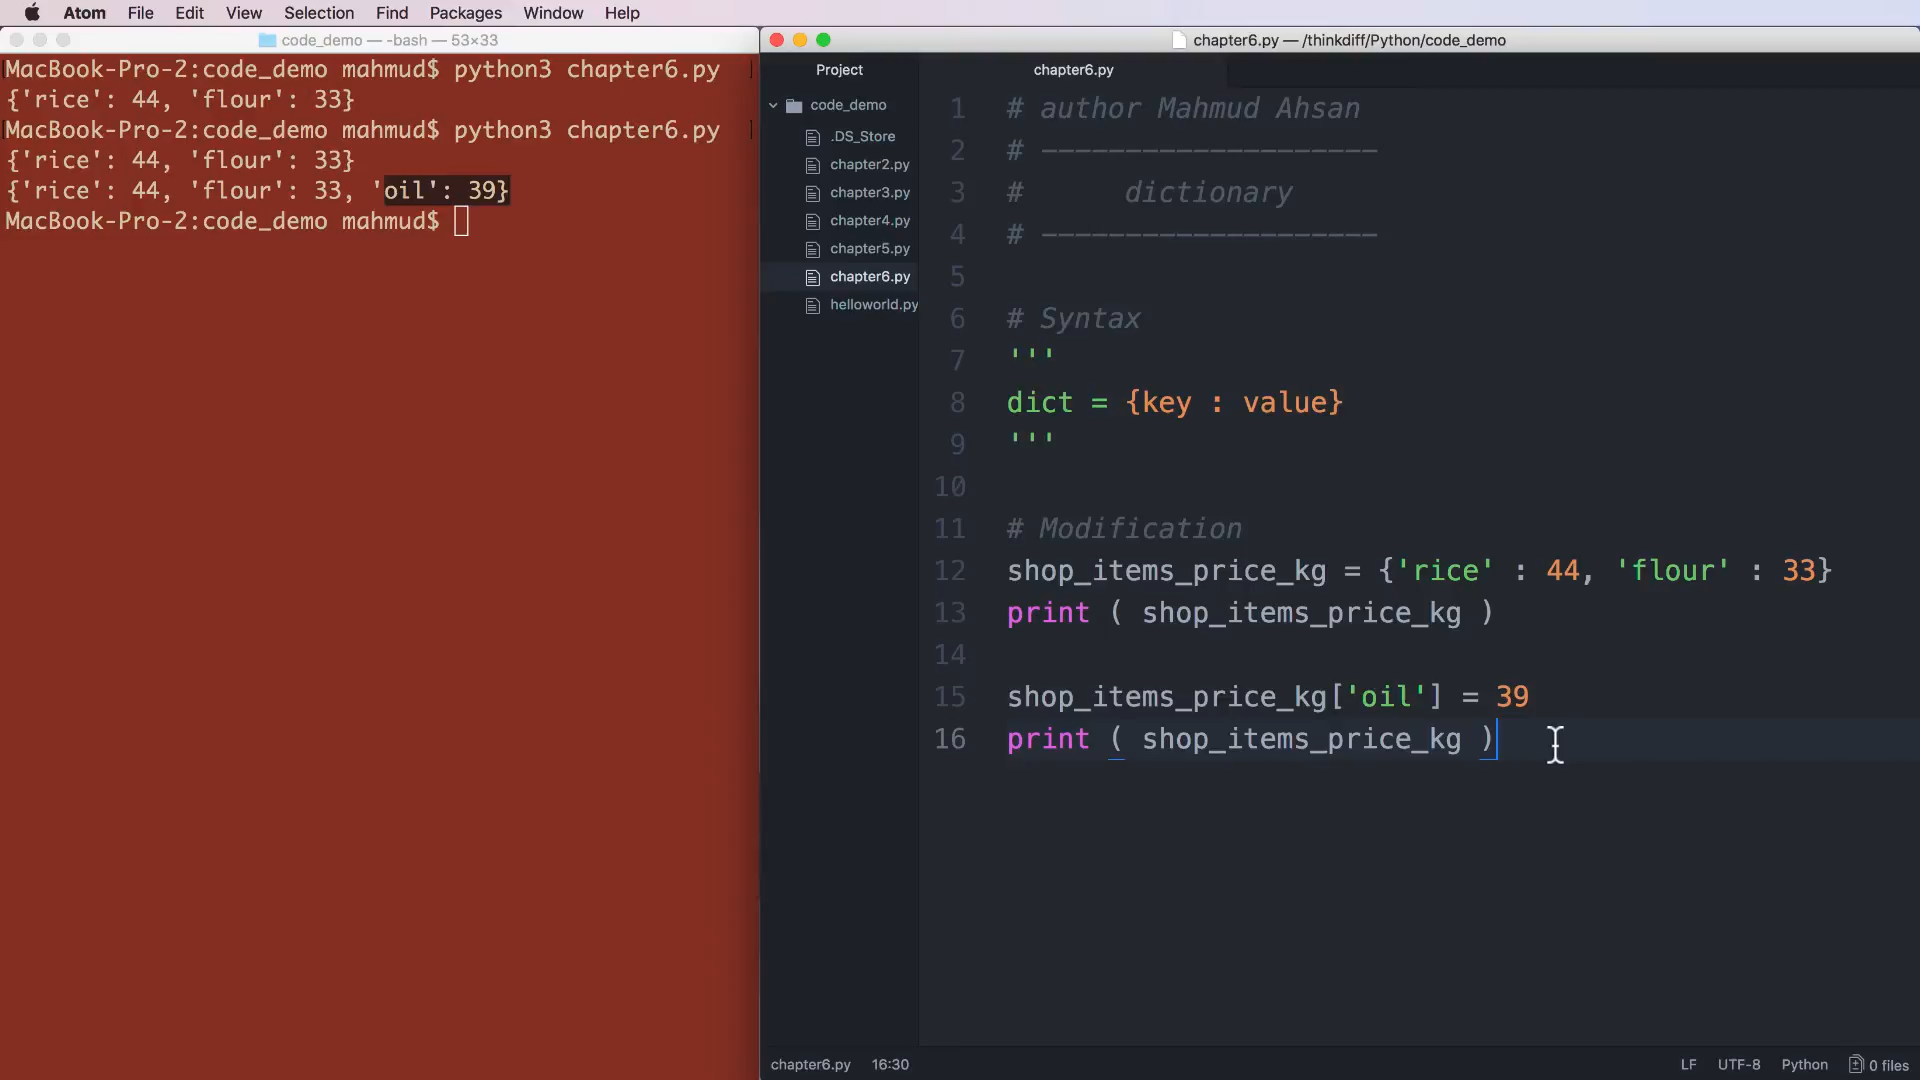 Atom File Edit View Selection Find Packages Window Help
code_demo — -bash — 53×33
MacBook-Pro-2:code_demo mahmud$ python3 chapter6.py
{'rice': 44, 'flour': 33}
MacBook-Pro-2:code_demo mahmud$ python3 chapter6.py
{'rice': 44, 'flour': 33}
{'rice': 44, 'flour': 33, 'oil': 39}
MacBook-Pro-2:code_demo mahmud$
chapter6.py — /thinkdiff/Python/code_demo
Project
code_demo
.DS_Store
chapter2.py
chapter3.py
chapter4.py
chapter5.py
chapter6.py
helloworld.py
chapter6.py
1 # author Mahmud Ahsan
2 # --------------------
3 #      dictionary
4 # --------------------
5
6 # Syntax
7 '''
8 dict = {key : value}
9 '''
10
11 # Modification
12 shop_items_price_kg = {'rice' : 44, 'flour' : 33}
13 print ( shop_items_price_kg )
14
15 shop_items_price_kg['oil'] = 39
16 print ( shop_items_price_kg )
chapter6.py 16:30
LF UTF-8 Python 0 files